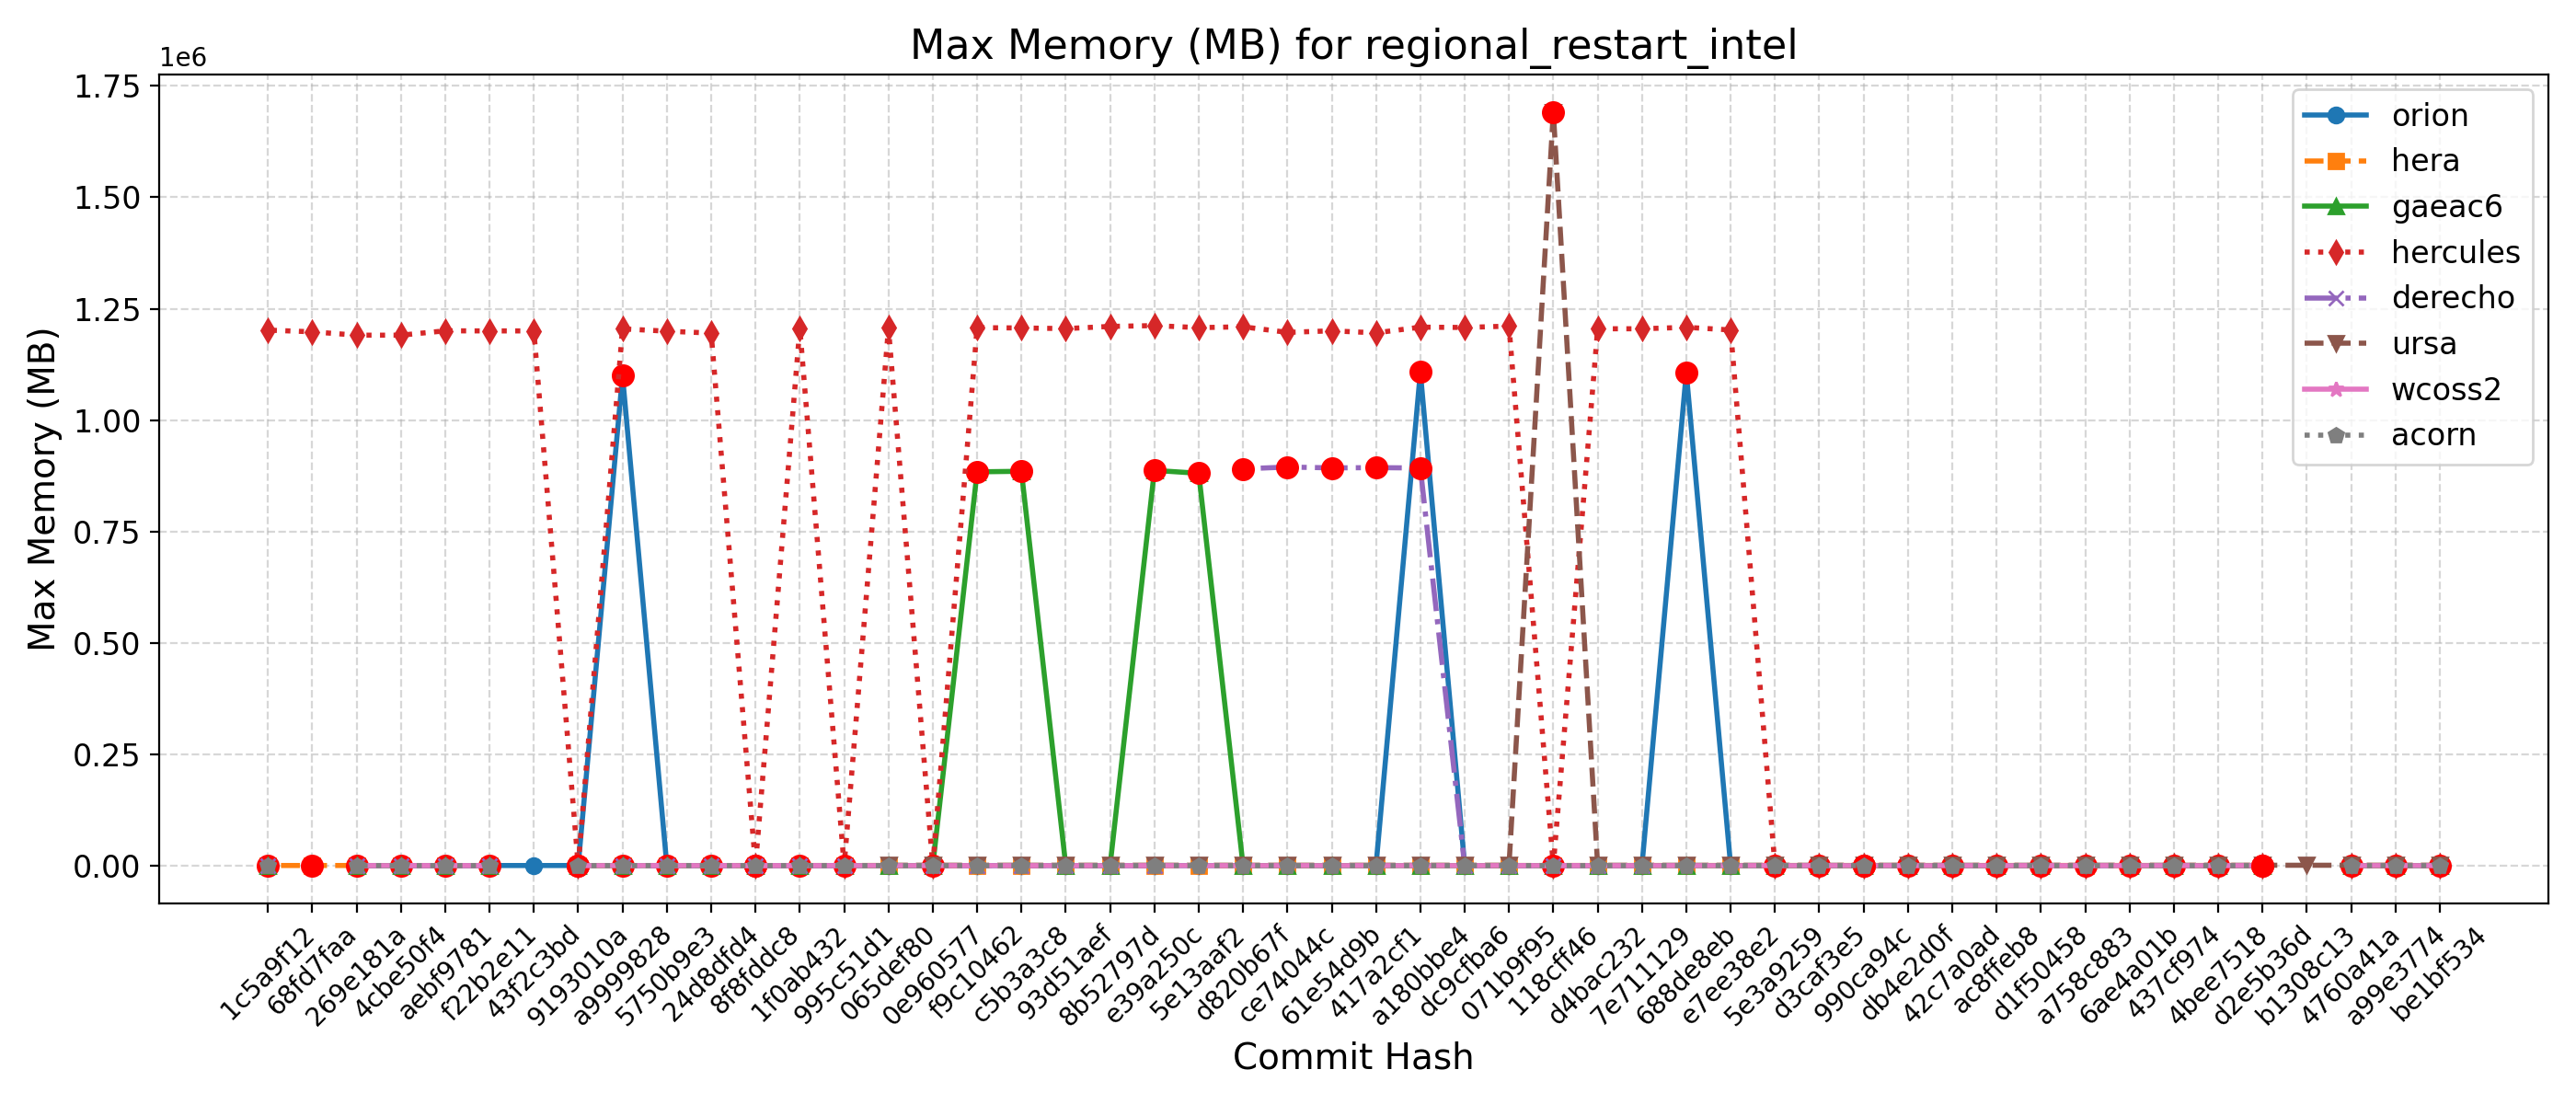 Max Memory (MB) for regional_restart_intel
1e6
1.75
1.50
1.25
1.00
0.75
0.50
0.25
0.00
Max Memory (MB)
orion
hera
gaeac6
hercules
derecho
ursa
wcoss2
acorn
1c5a9f12
68fd7faa
269e181a
4cbe50f4
aebf9781
f22b2e11
43f2c3bd
9193010a
a9999828
5750b9e3
24d8dfd4
8f8fddc8
1f0ab432
995c51d1
065def80
0e960577
f9c10462
c5b3a3c8
93d51aef
8b52797d
e39a250c
5e13aaf2
d820b67f
ce74044c
61e54d9b
417a2cf1
a180bbe4
dc9cfba6
071b9f95
118cff46
d4bac232
7e711129
688de8eb
e7ee38e2
5e3a9259
d3caf3e5
990ca94c
db4e2d0f
42c7a0ad
ac8ffeb8
d1f50458
a758c883
6ae4a01b
437cf974
4bee7518
d2e5b36d
b1308c13
4760a41a
a99e3774
be1bf534
Commit Hash